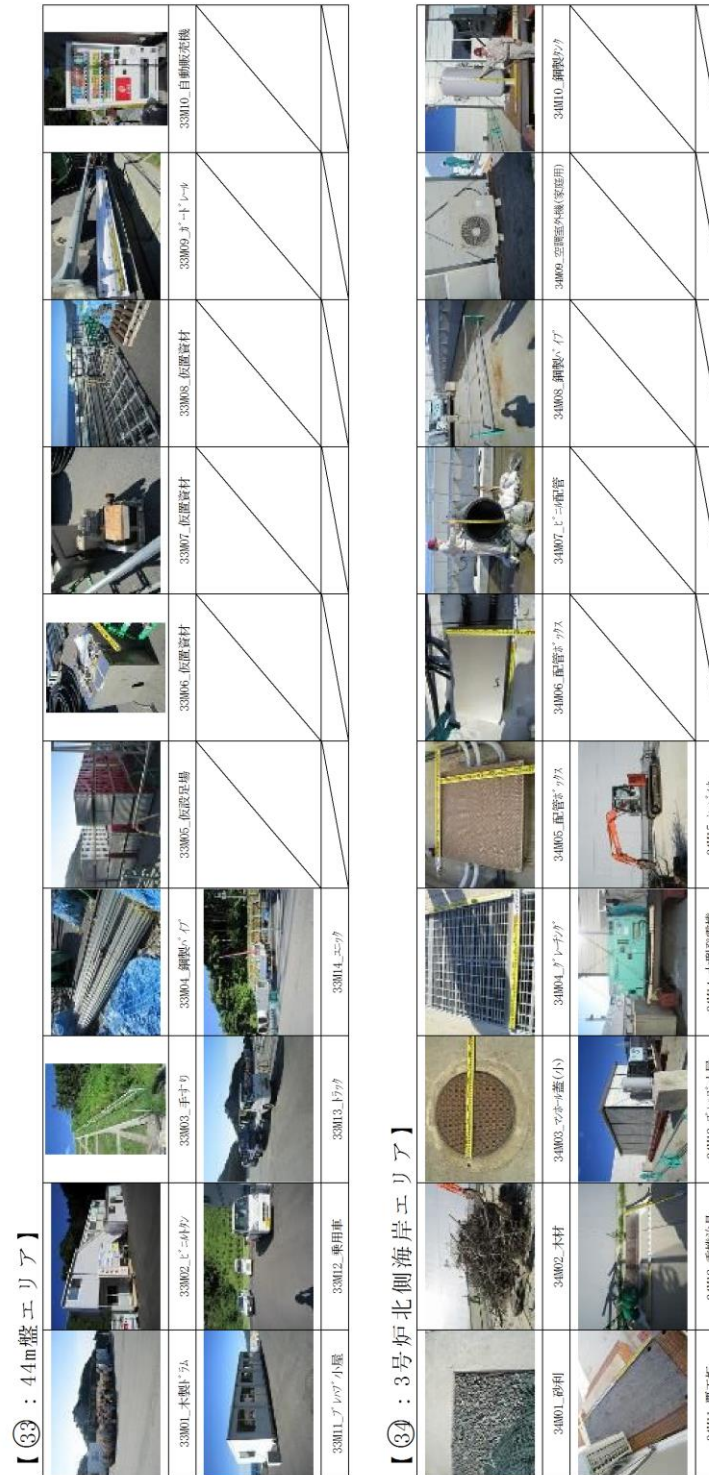 【㉝：44m盤エリア】
33M01_木製ﾄﾞﾗﾑ
33M02_ﾋﾞﾆﾙﾄﾀﾝ
33M03_手すり
33M04_鋼製ﾊﾟｲﾌﾟ
33M05_仮設足場
33M06_仮置資材
33M07_仮置資材
33M08_仮置資材
33M09_ｶﾞｰﾄﾞﾚｰﾙ
33M10_自動販売機
33M11_ﾌﾟﾚﾊﾌﾞ小屋
33M12_乗用車
33M13_ﾄﾗｯｸ
33M14_ﾕﾆｯｸ
【㉞：3号炉北側海岸エリア】
34M01_砂利
34M02_木材
34M03_ﾏﾝﾎｰﾙ蓋(小)
34M04_ｸﾞﾚｰﾁﾝｸﾞ
34M05_配管ﾎﾞｯｸｽ
34M06_配管ﾎﾞｯｸｽ
34M07_ﾋﾞﾆﾙ配管
34M08_鋼製ﾊﾟｲﾌﾟ
34M09_空調室外機(家庭用)
34M10_鋼製ﾀﾝｸ